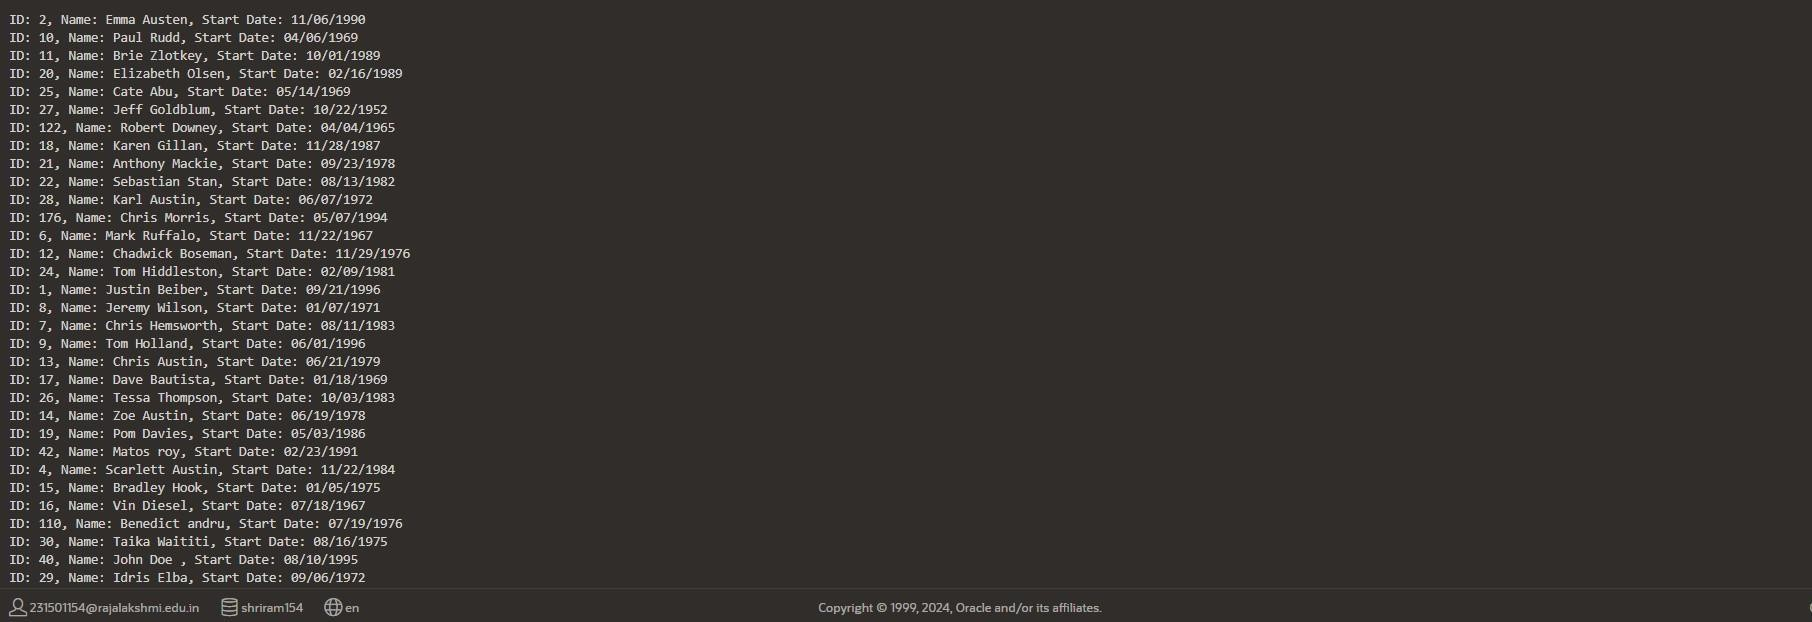 ID: 2, Name: Emma Austen, Start Date: 11/06/1990
ID: 10, Name: Paul Rudd, Start Date: 04/06/1969
ID: 11, Name: Brie Zlotkey, Start Date: 10/01/1989
ID: 20, Name: Elizabeth Olsen, Start Date: 02/16/1989
ID: 25, Name: Cate Abu, Start Date: 05/14/1969
ID: 27, Name: Jeff Goldblum, Start Date: 10/22/1952
ID: 122, Name: Robert Downey, Start Date: 04/04/1965
ID: 18, Name: Karen Gillan, Start Date: 11/28/1987
ID: 21, Name: Anthony Mackie, Start Date: 09/23/1978
ID: 22, Name: Sebastian Stan, Start Date: 08/13/1982
ID: 28, Name: Karl Austin, Start Date: 06/07/1972
ID: 176, Name: Chris Morris, Start Date: 05/07/1994
ID: 6, Name: Mark Ruffalo, Start Date: 11/22/1967
ID: 12, Name: Chadwick Boseman, Start Date: 11/29/1976
ID: 24, Name: Tom Hiddleston, Start Date: 02/09/1981
ID: 1, Name: Justin Beiber, Start Date: 09/21/1996
ID: 8, Name: Jeremy Wilson, Start Date: 01/07/1971
ID: 7, Name: Chris Hemsworth, Start Date: 08/11/1983
ID: 9, Name: Tom Holland, Start Date: 06/01/1996
ID: 13, Name: Chris Austin, Start Date: 06/21/1979
ID: 17, Name: Dave Bautista, Start Date: 01/18/1969
ID: 26, Name: Tessa Thompson, Start Date: 10/03/1983
ID: 14, Name: Zoe Austin, Start Date: 06/19/1978
ID: 19, Name: Pom Davies, Start Date: 05/03/1986
ID: 42, Name: Matos roy, Start Date: 02/23/1991
ID: 4, Name: Scarlett Austin, Start Date: 11/22/1984
ID: 15, Name: Bradley Hook, Start Date: 01/05/1975
ID: 16, Name: Vin Diesel, Start Date: 07/18/1967
ID: 110, Name: Benedict andru, Start Date: 07/19/1976
ID: 30, Name: Taika Waititi, Start Date: 08/16/1975
ID: 40, Name: John Doe , Start Date: 08/10/1995
ID: 29, Name: Idris Elba, Start Date: 09/06/1972
231501154@rajalakshmi.edu.in shriram154 en Copyright © 1999, 2024, Oracle and/or its affiliates.